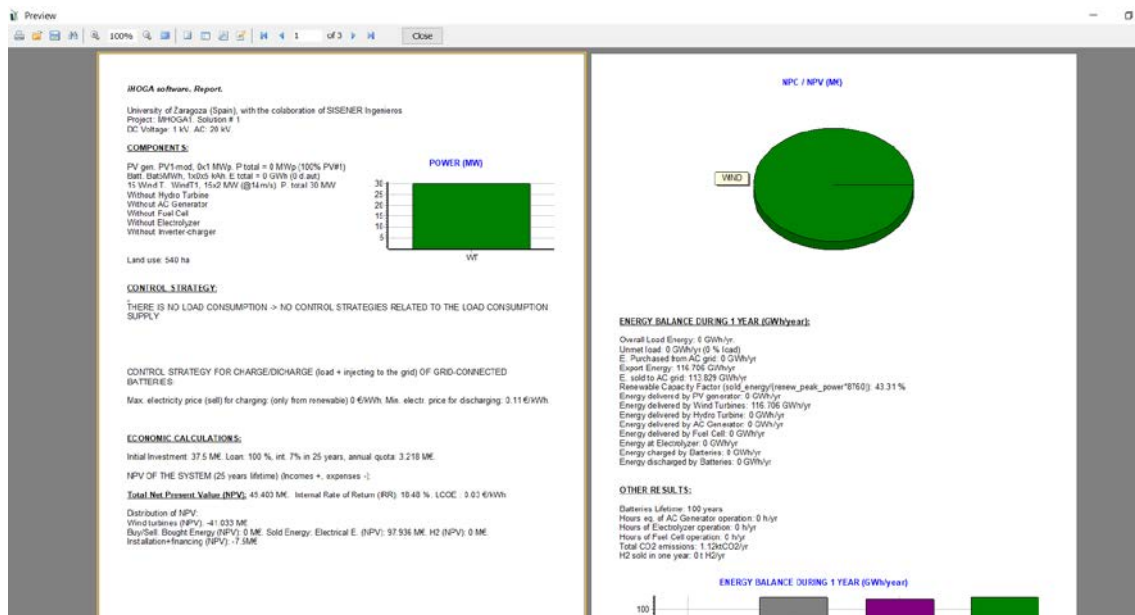 Preview
100%
1
of 3
Close
iHOGA software. Report.
University of Zaragoza (Spain), with the colaboration of SISENER Ingenieros
Project: MHOGA1. Solution # 1
DC Voltage: 1 kV. AC: 20 kV.
COMPONENTS:
PV gen. PV1-mod, 0x1 MWp. P total = 0 MWp (100% PV#1)
Batt. Bat5MWh, 1x0x5 kAh. E total = 0 GWh (0 d.aut)
15 Wind T. WindT1, 15x2 MW (@14m/s). P. total 30 MW
Without Hydro Turbine
Without AC Generator
Without Fuel Cell
Without Electrolyzer
Without Inverter-charger
POWER (MW)
30
25
20
15
10
5
WT
Land use: 540 ha
CONTROL STRATEGY:
THERE IS NO LOAD CONSUMPTION -> NO CONTROL STRATEGIES RELATED TO THE LOAD CONSUMPTION
SUPPLY
CONTROL STRATEGY FOR CHARGE/DICHARGE (load + injecting to the grid) OF GRID-CONNECTED
BATTERIES
Max. electricity price (sell) for charging: (only from renewable) 0 €/kWh, Min. electr. price for discharging: 0.11 €/kWh
ECONOMIC CALCULATIONS:
Initial Investment: 37.5 M€. Loan: 100 %, int. 7% in 25 years, annual quota: 3.218 M€.
NPV OF THE SYSTEM (25 years lifetime) (Incomes +, expenses -):
Total Net Present Value (NPV): 49.403 M€. Internal Rate of Return (IRR): 10.48 %, LCOE : 0.03 €/kWh
Distribution of NPV:
Wind turbines (NPV): -41.033 M€
Buy/Sell: Bought Energy (NPV): 0 M€. Sold Energy: Electrical E. (NPV): 97.936 M€. H2 (NPV): 0 M€.
Installation+financing (NPV): -7.5M€
NPC / NPV (M€)
WIND
ENERGY BALANCE DURING 1 YEAR (GWh/year):
Overall Load Energy: 0 GWh/yr.
Unmet load: 0 GWh/yr (0 % load)
E. Purchased from AC grid: 0 GWh/yr
Export Energy: 116.706 GWh/yr
E. sold to AC grid: 113.829 GWh/yr
Renewable Capacity Factor (sold_energy/(renew_peak_power*8760)): 43.31 %
Energy delivered by PV generator: 0 GWh/yr
Energy delivered by Wind Turbines: 116.706 GWh/yr
Energy delivered by Hydro Turbine: 0 GWh/yr
Energy delivered by AC Generator: 0 GWh/yr
Energy delivered by Fuel Cell: 0 GWh/yr
Energy at Electrolyzer: 0 GWh/yr
Energy charged by Batteries: 0 GWh/yr
Energy discharged by Batteries: 0 GWh/yr
OTHER RESULTS:
Batteries Lifetime: 100 years
Hours eq. of AC Generator operation: 0 h/yr
Hours of Electrolyzer operation: 0 h/yr
Hours of Fuel Cell operation: 0 h/yr
Total CO2 emissions: 1.12ktCO2/yr
H2 sold in one year: 0 t H2/yr
ENERGY BALANCE DURING 1 YEAR (GWh/year)
100